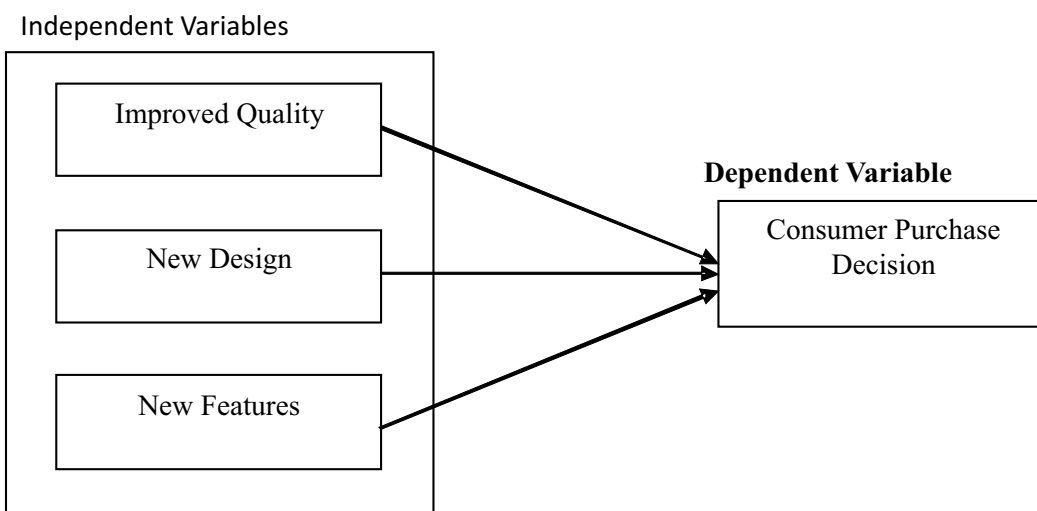 Independent Variables
Improved Quality
New Design
New Features
Dependent Variable
Consumer Purchase
Decision